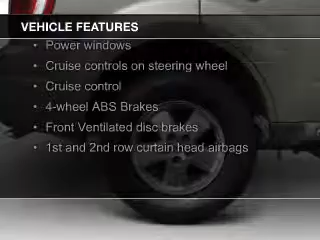 VEHICLE FEATURES
• Power windows
• Cruise controls on steering wheel
• Cruise control
• 4-wheel ABS Brakes
• Front Ventilated disc brakes
• 1st and 2nd row curtain head airbags